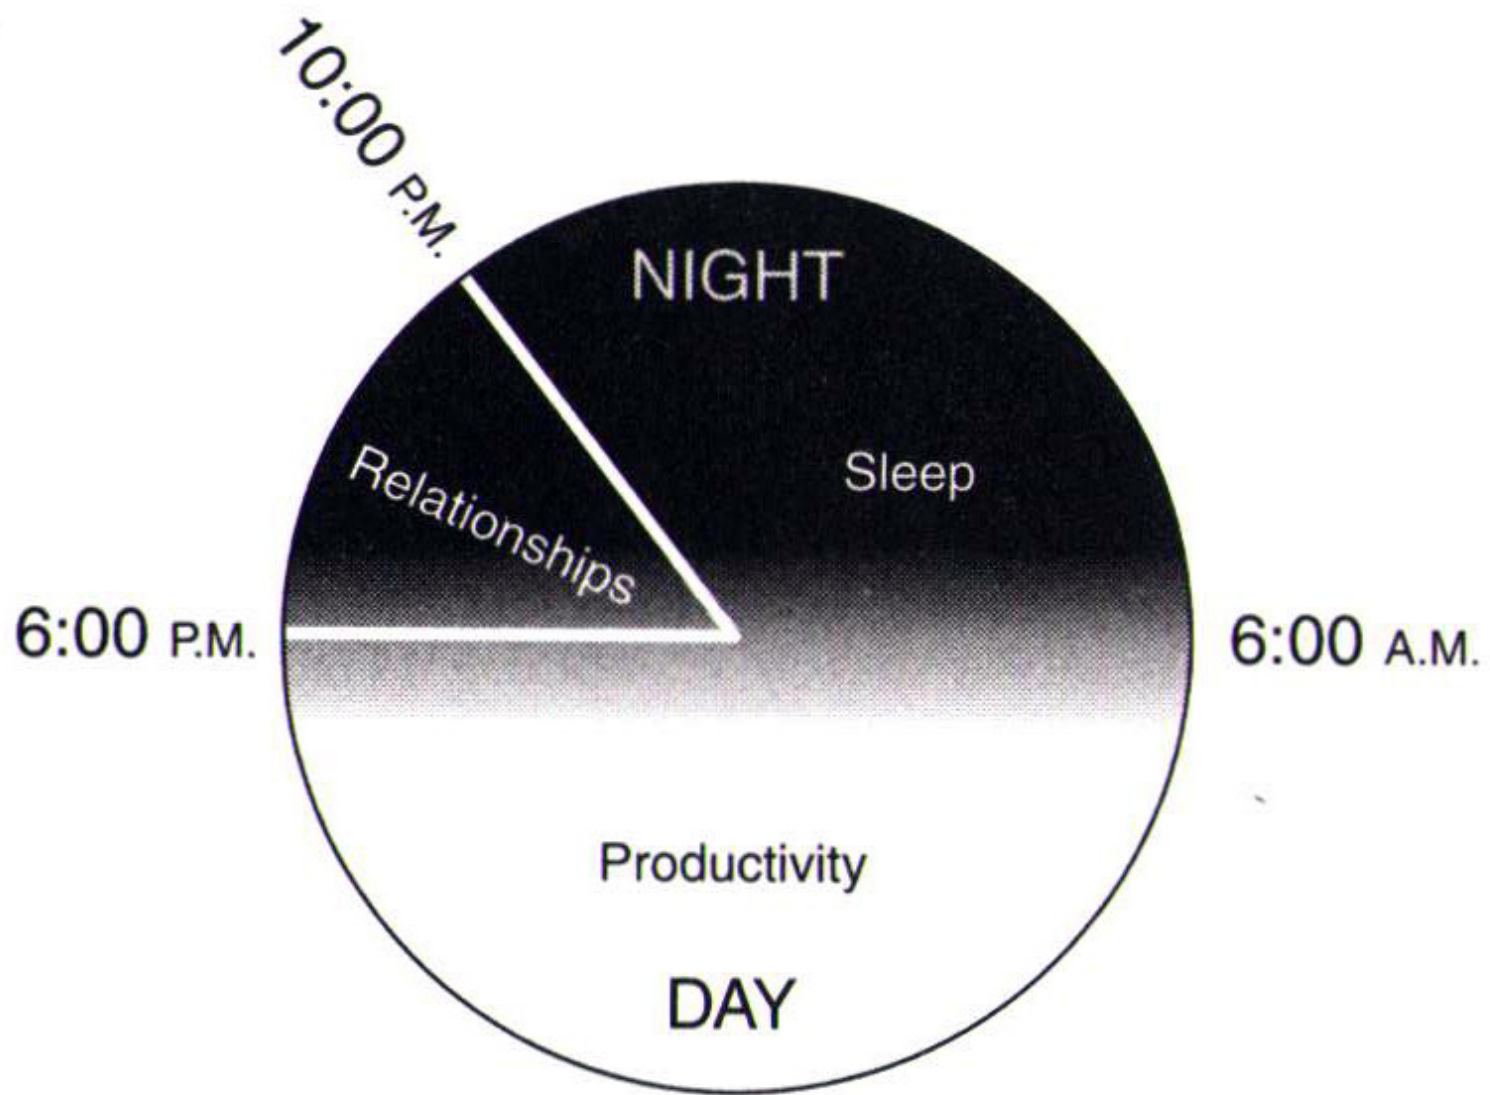 10:00 P.M.
NIGHT
Sleep
Relationships
6:00 P.M.
6:00 A.M.
Productivity
DAY